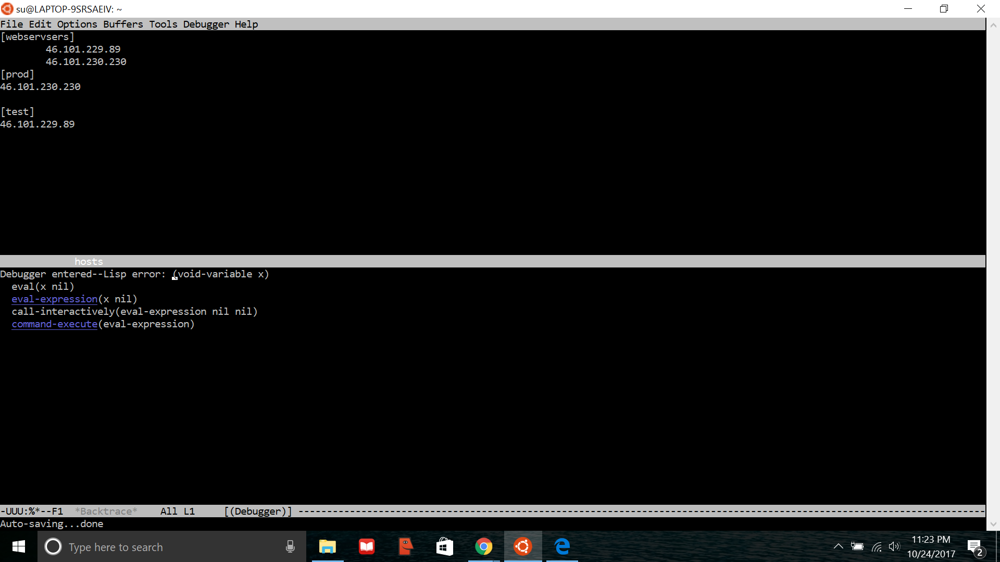 su@LAPTOP-9SRSAEIV: ~
File Edit Options Buffers Tools Debugger Help
[webservsers]
46.101.229.89
46.101.230.230
[prod]
46.101.230.230
[test]
46.101.229.89
hosts
Debugger entered--Lisp error: (void-variable x)
eval(x nil)
eval-expression(x nil)
call-interactively(eval-expression nil nil)
command-execute(eval-expression)
-UUU:%*--F1 *Backtrace* All L1 [(Debugger)] ------------------------------------------------------------------------------------------------------------------------
Auto-saving...done
Type here to search
11:23 PM
10/24/2017
2